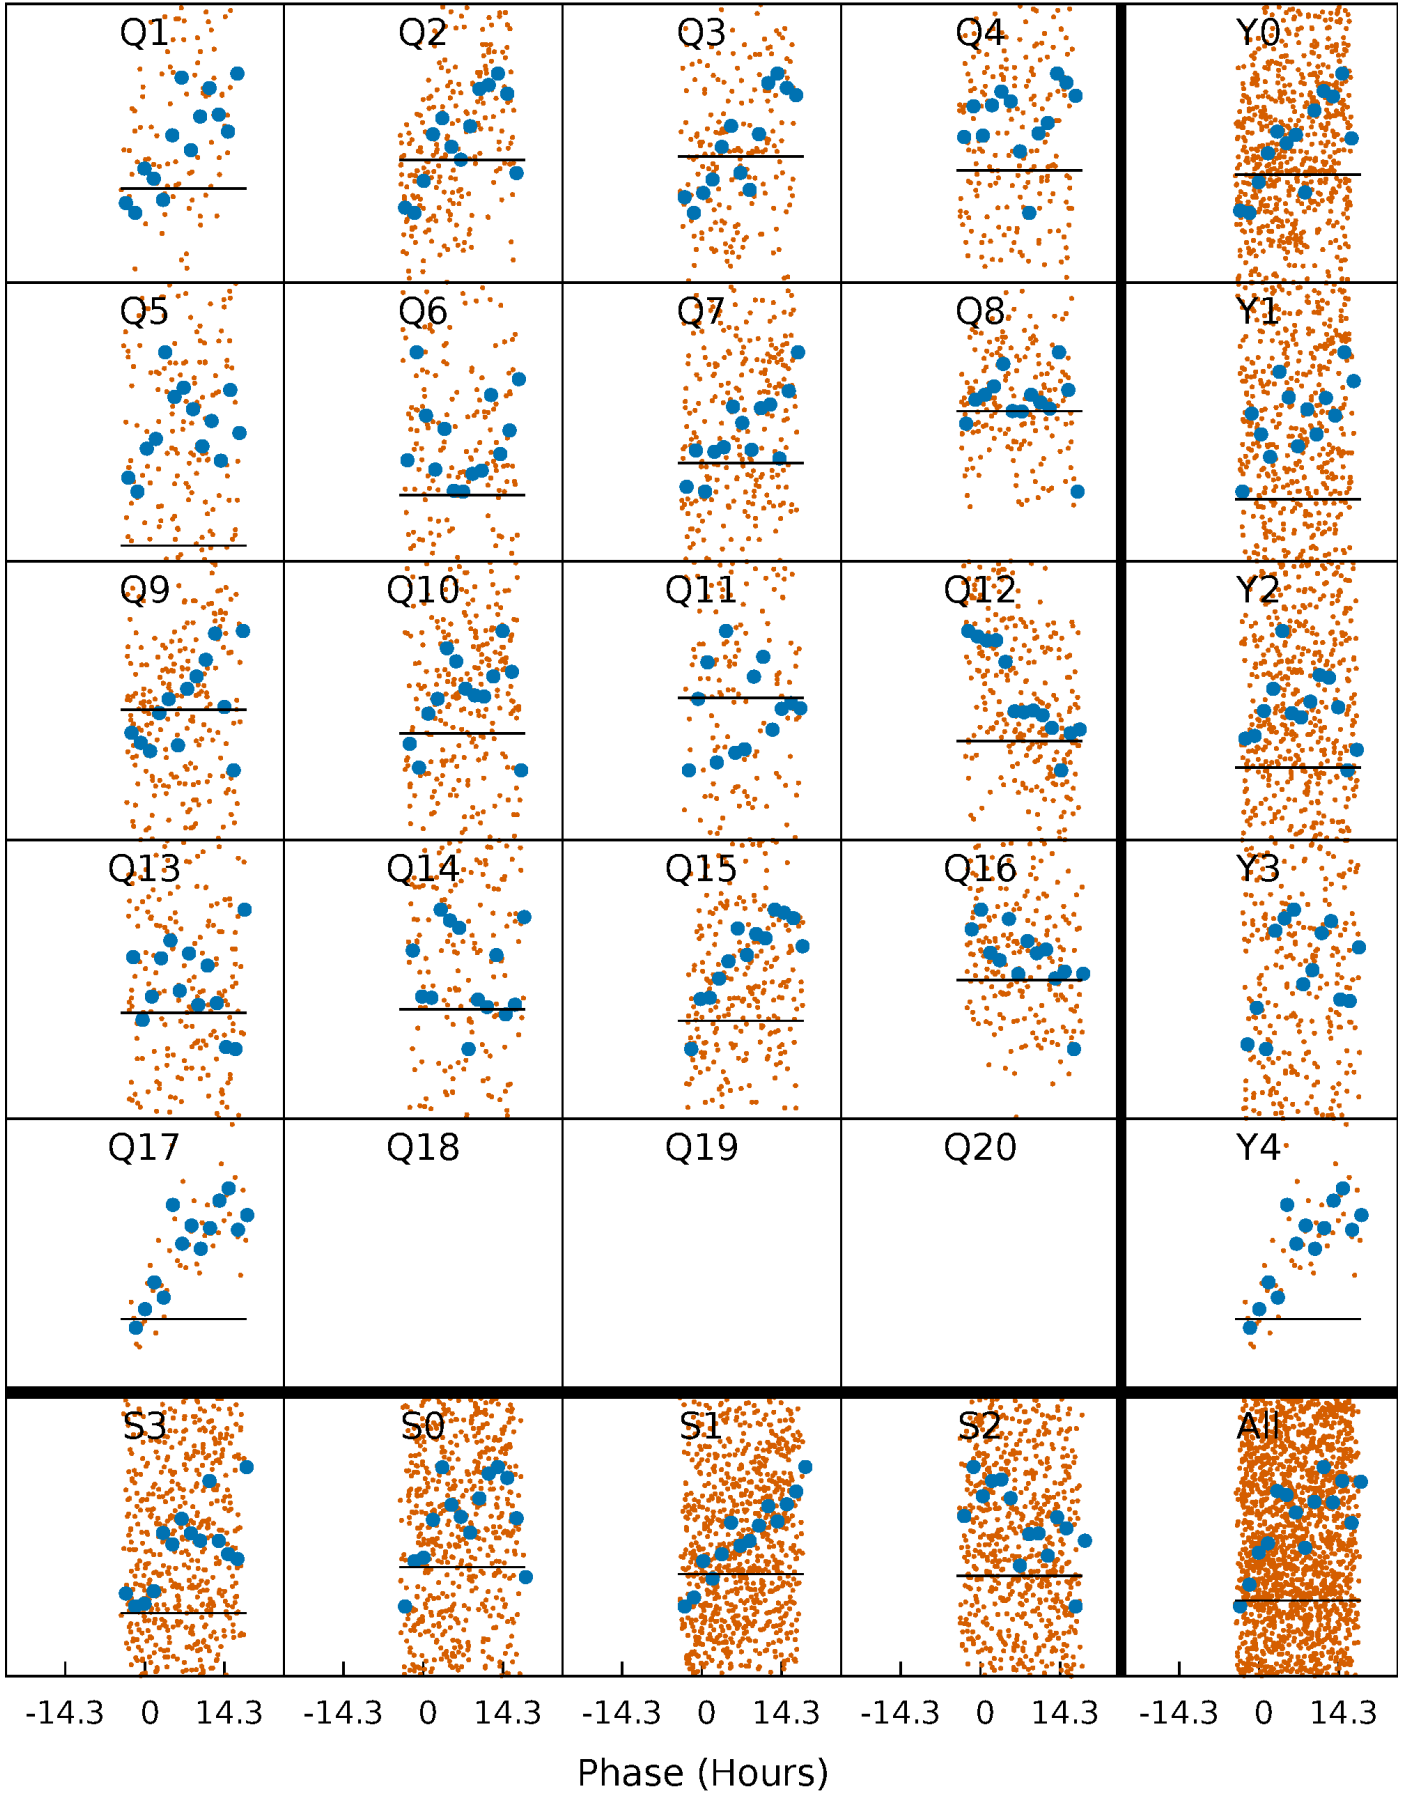 Q1 Q2 Q3 Q4 Y0
Q5 Q6 Q7 Q8 Y1
Q9 Q10 Q11 Q12 Y2
Q13 Q14 Q15 Q16 Y3
Q17 Q18 Q19 Q20 Y4
S3 S0 S1 S2 All
-14.3 0 14.3 -14.3 0 14.3 -14.3 0 14.3 -14.3 0 14.3 -14.3 0 14.3
Phase (Hours)